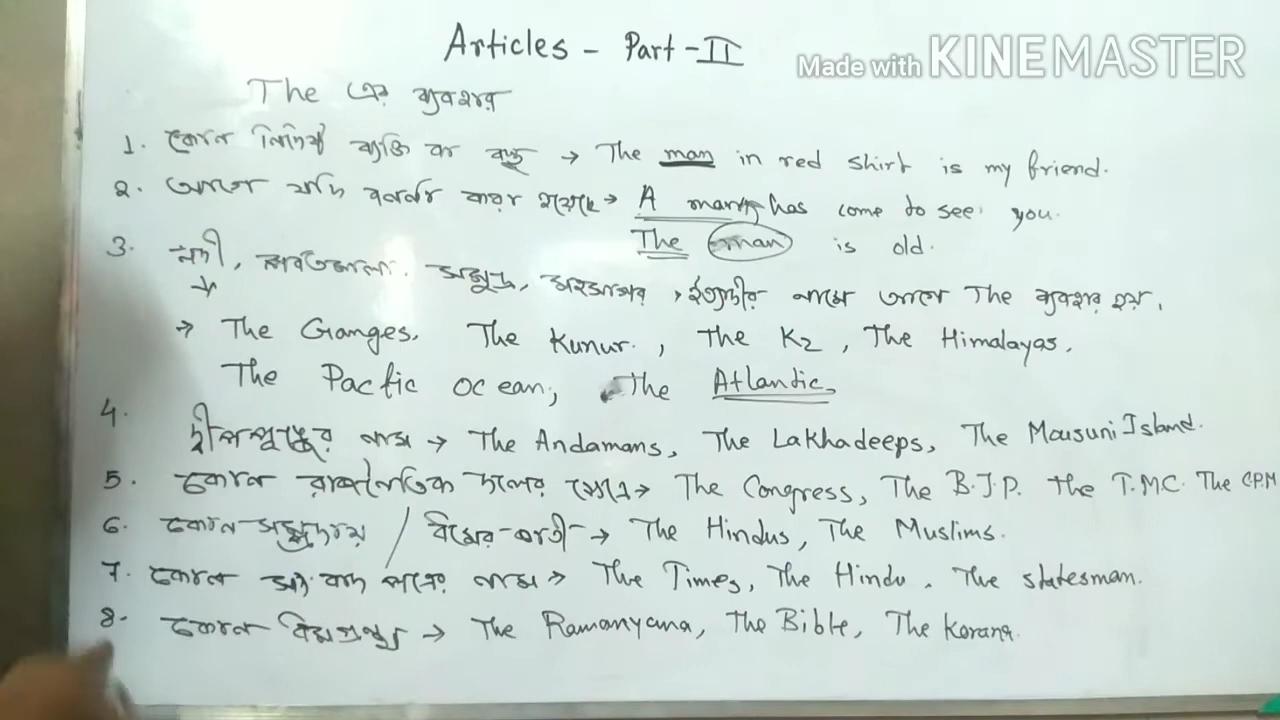 Articles - Part -II
Made with KINEMASTER
The এর ব্যবহার
1. কোন নির্দিষ্ট ব্যক্তি বা বস্তু → The man in red shirt is my friend.
2. আগে যদি বর্ননা করা হয়েছে → A man has come to see you.
The man is old.
3. নদী, পর্বতমালা, সমুদ্র, মহাসাগর, ইত্যাদির নামে আগে The ব্যবহার হয়,
→ The Ganges. The Kunur., The K2, The Himalayas,
The Pacfic ocean; The Atlantic,
4. দ্বীপপুঞ্জের নাম → The Andamans, The Lakhadeeps, The Mousuni Island.
5. কোন রাজনৈতিক দলের → The Congress, The B.J.P. the T.M.C. The CPM
6. কোন সম্প্রদায় / → The Hindus, The Muslims.
7. কোন সংবাদ পত্রের নাম → The Times, The Hindu. The statesman.
8. কোন ধর্মগ্রন্থ → The Ramanyana, The Bible, The Korana.